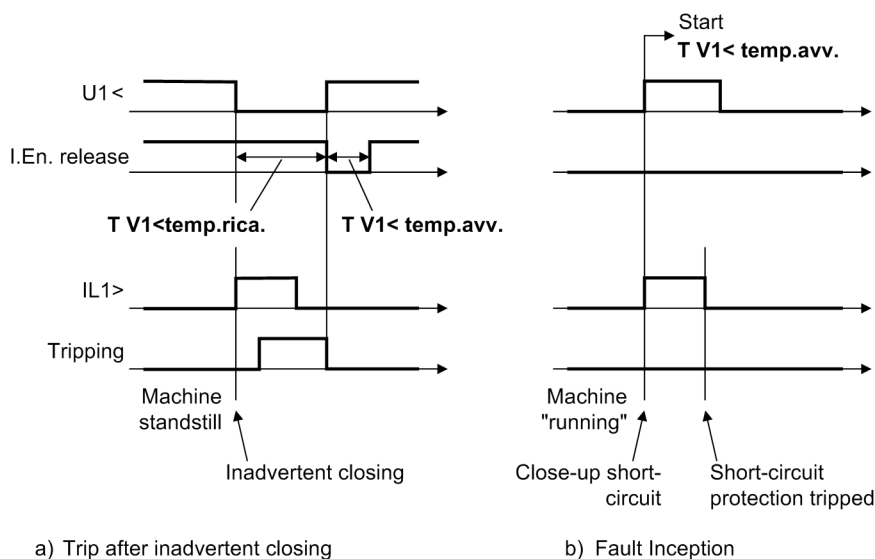 Start
T V1< temp.avv.
U1<
I.En. release
T V1<temp.rica.
T V1< temp.avv.
IL1>
Tripping
Machine
standstill
Inadvertent closing
Machine
"running"
Close-up short-
circuit
Short-circuit
protection tripped
a) Trip after inadvertent closing
b) Fault Inception